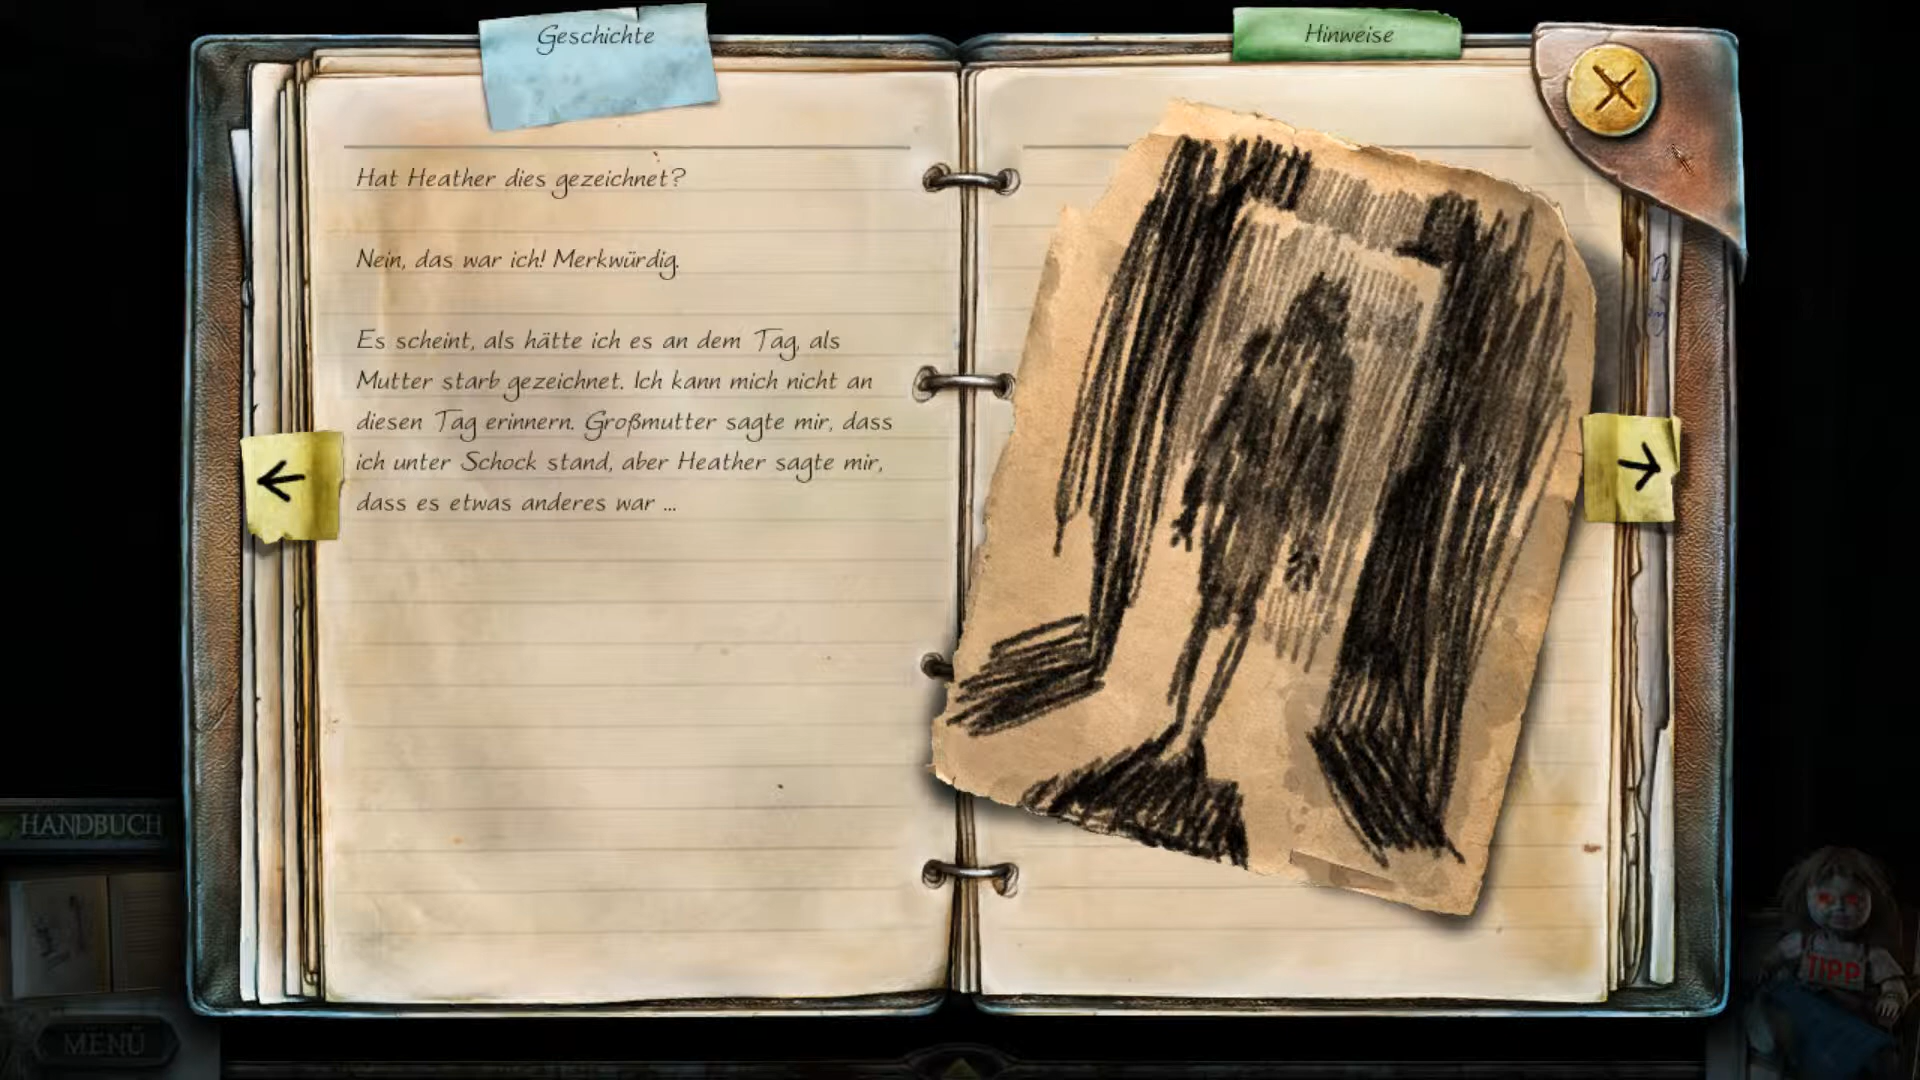 Geschichte
Hinweise
Hat Heather dies gezeichnet?
Nein, das war ich! Merkwürdig.
Es scheint, als hätte ich es an dem Tag, als
Mutter starb gezeichnet. Ich kann mich nicht an
diesen Tag erinnern. Großmutter sagte mir, dass
ich unter Schock stand, aber Heather sagte mir,
dass es etwas anderes war ...
HANDBUCH
MENÜ
TIPP